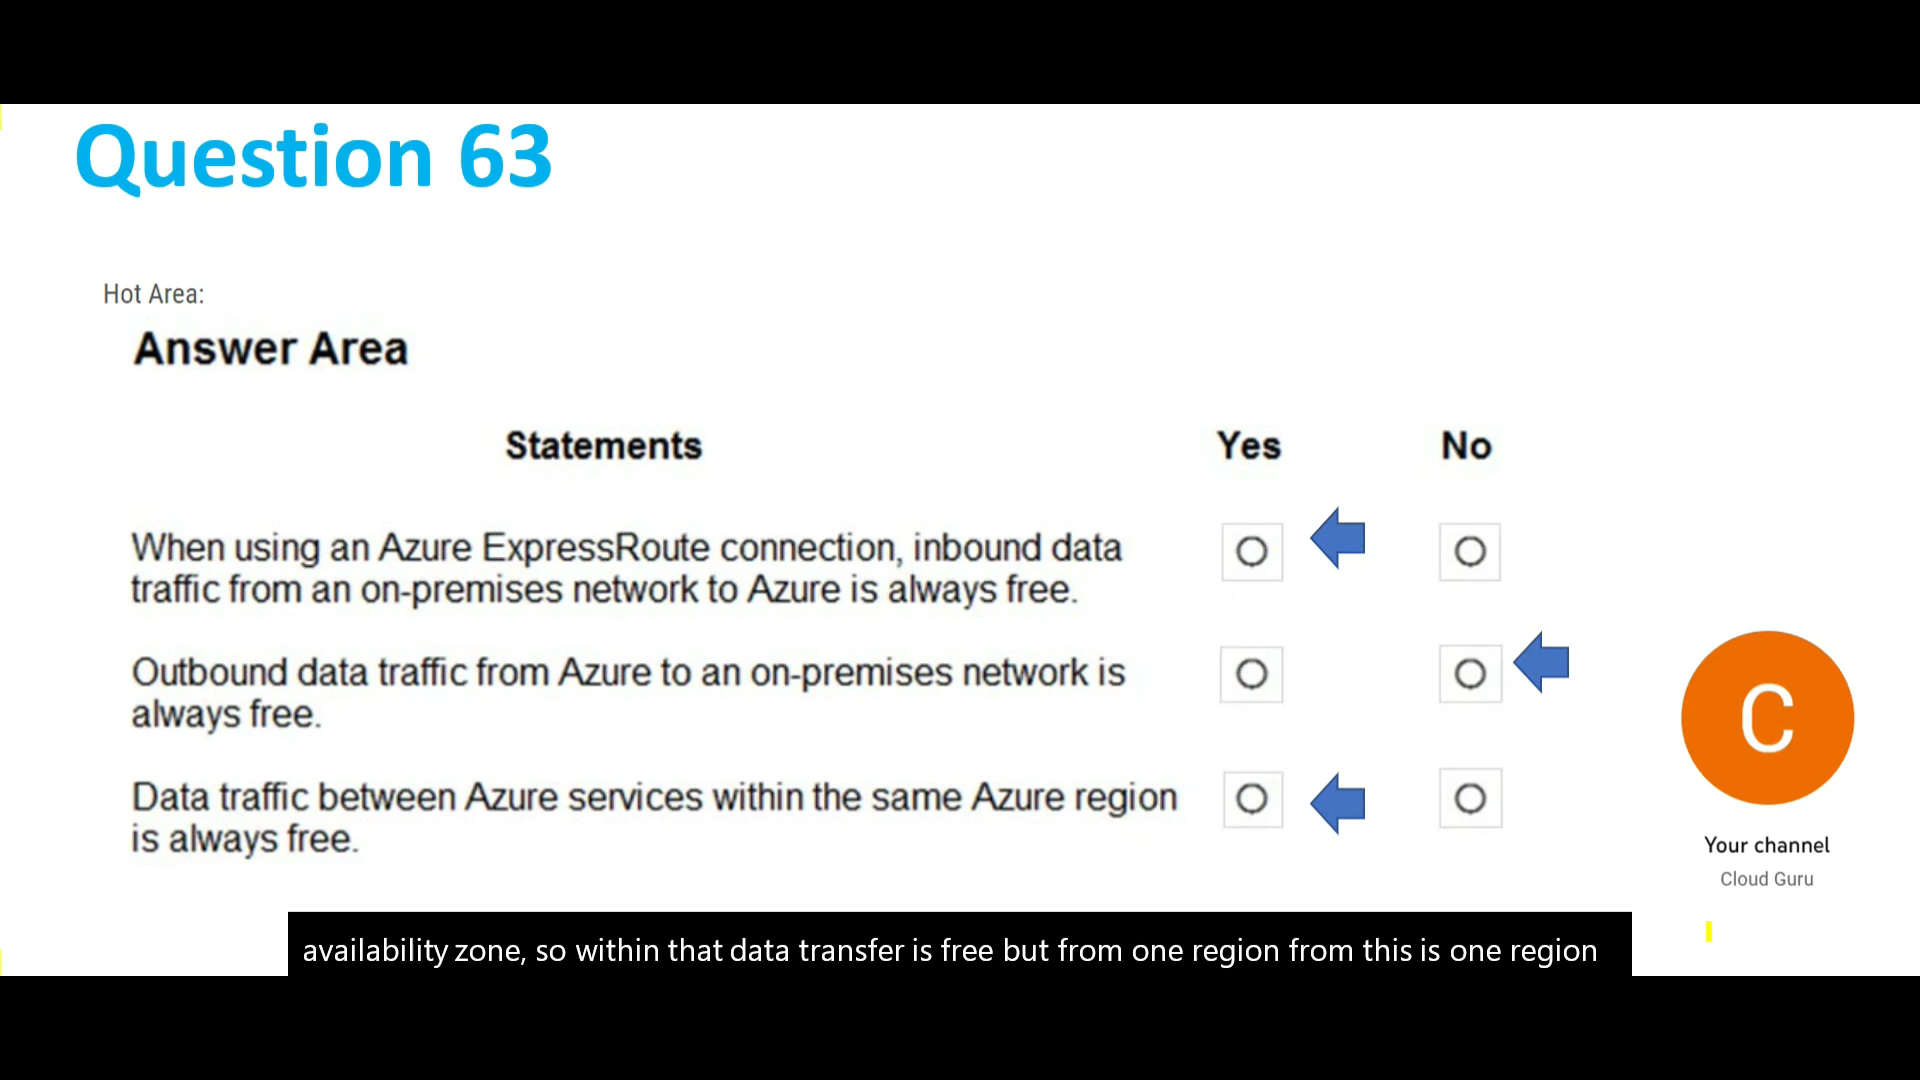 Question 63
Hot Area:
Answer Area
Statements Yes No
When using an Azure ExpressRoute connection, inbound data
traffic from an on-premises network to Azure is always free.
Outbound data traffic from Azure to an on-premises network is
always free.
Data traffic between Azure services within the same Azure region
is always free.
C
Your channel
Cloud Guru
availability zone, so within that data transfer is free but from one region from this is one region